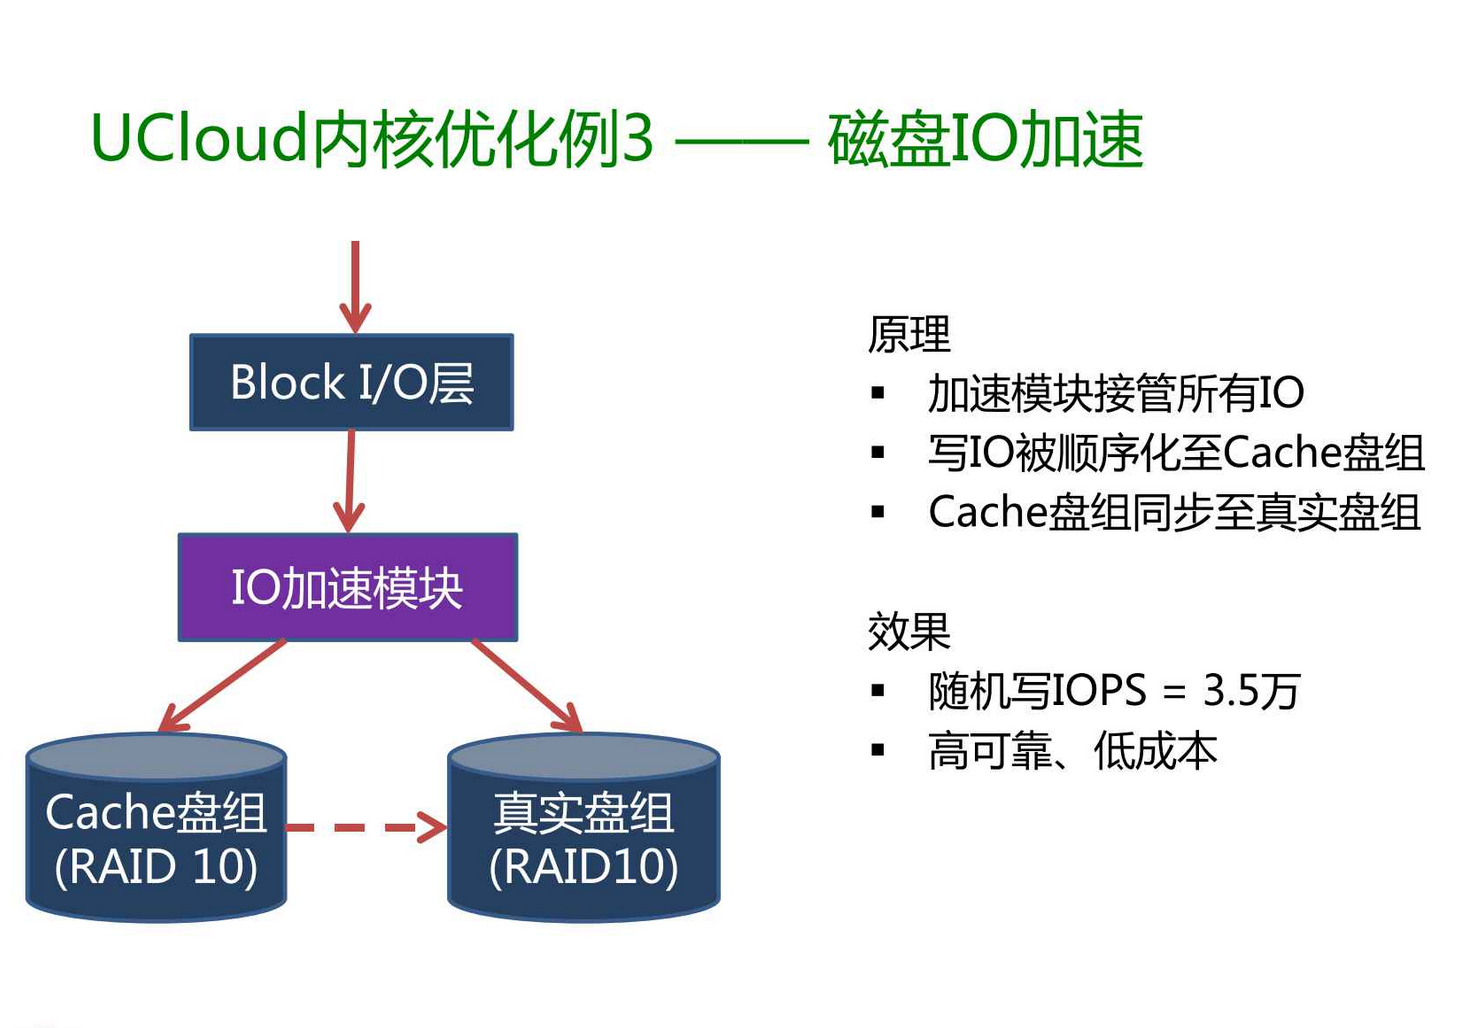 UCloud内核优化例3 —— 磁盘IO加速
Block I/O层
IO加速模块
Cache盘组
(RAID 10)
真实盘组
(RAID10)
原理
▪ 加速模块接管所有IO
▪ 写IO被顺序化至Cache盘组
▪ Cache盘组同步至真实盘组
效果
▪ 随机写IOPS = 3.5万
▪ 高可靠、低成本